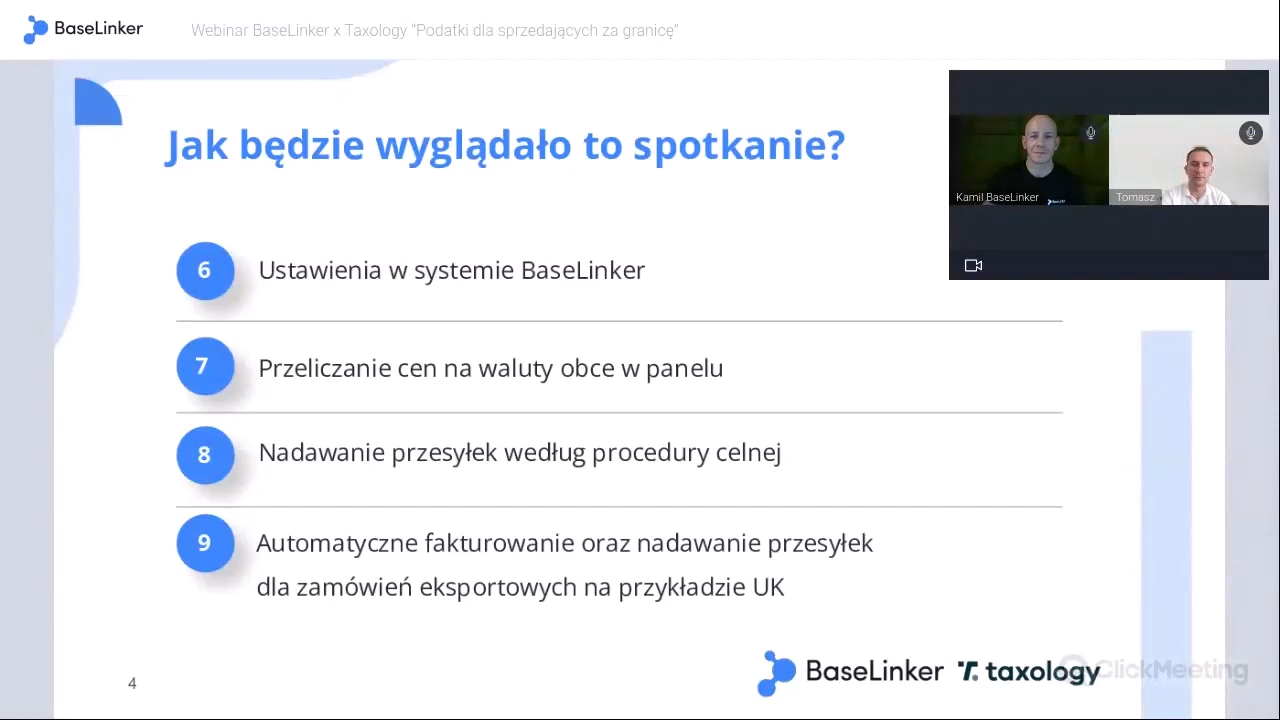 BaseLinker
Webinar BaseLinker x Taxology “Podatki dla sprzedających za granicę”
Jak będzie wyglądało to spotkanie?
Kamil BaseLinker
Tomasz
6
Ustawienia w systemie BaseLinker
7
Przeliczanie cen na waluty obce w panelu
8
Nadawanie przesyłek według procedury celnej
9
Automatyczne fakturowanie oraz nadawanie przesyłek
dla zamówień eksportowych na przykładzie UK
4
BaseLinker
taxology
ClickMeeting